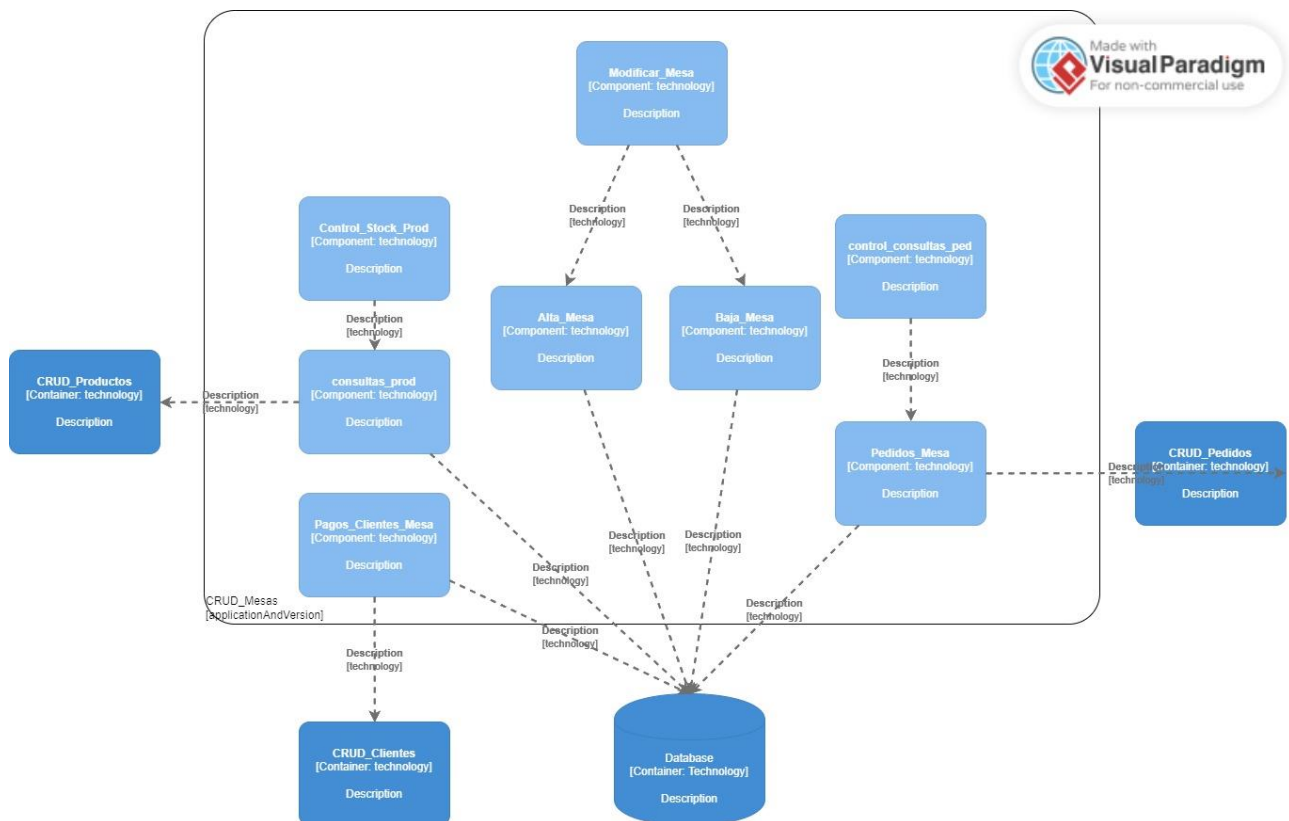 Made with
VisualParadigm
For non-commercial use
Modificar_Mesa
[Component: technology]
Description
Description
[technology]
Description
[technology]
Control_Stock_Prod
[Component: technology]
Description
control_consultas_ped
[Component: technology]
Description
Description
[technology]
Alta_Mesa
[Component: technology]
Description
Baja_Mesa
[Component: technology]
Description
Description
[technology]
CRUD_Productos
[Container: technology]
Description
Description
[technology]
consultas_prod
[Component: technology]
Description
Pedidos_Mesa
[Component: technology]
Description
Description
[technology]
CRUD_Pedidos
[Container: technology]
Description
Pagos_Clientes_Mesa
[Component: technology]
Description
Description
[technology]
Description
[technology]
Description
[technology]
Description
[technology]
CRUD_Mesas
[applicationAndVersion]
Description
[technology]
Description
[technology]
CRUD_Clientes
[Container: technology]
Description
Database
[Container: Technology]
Description